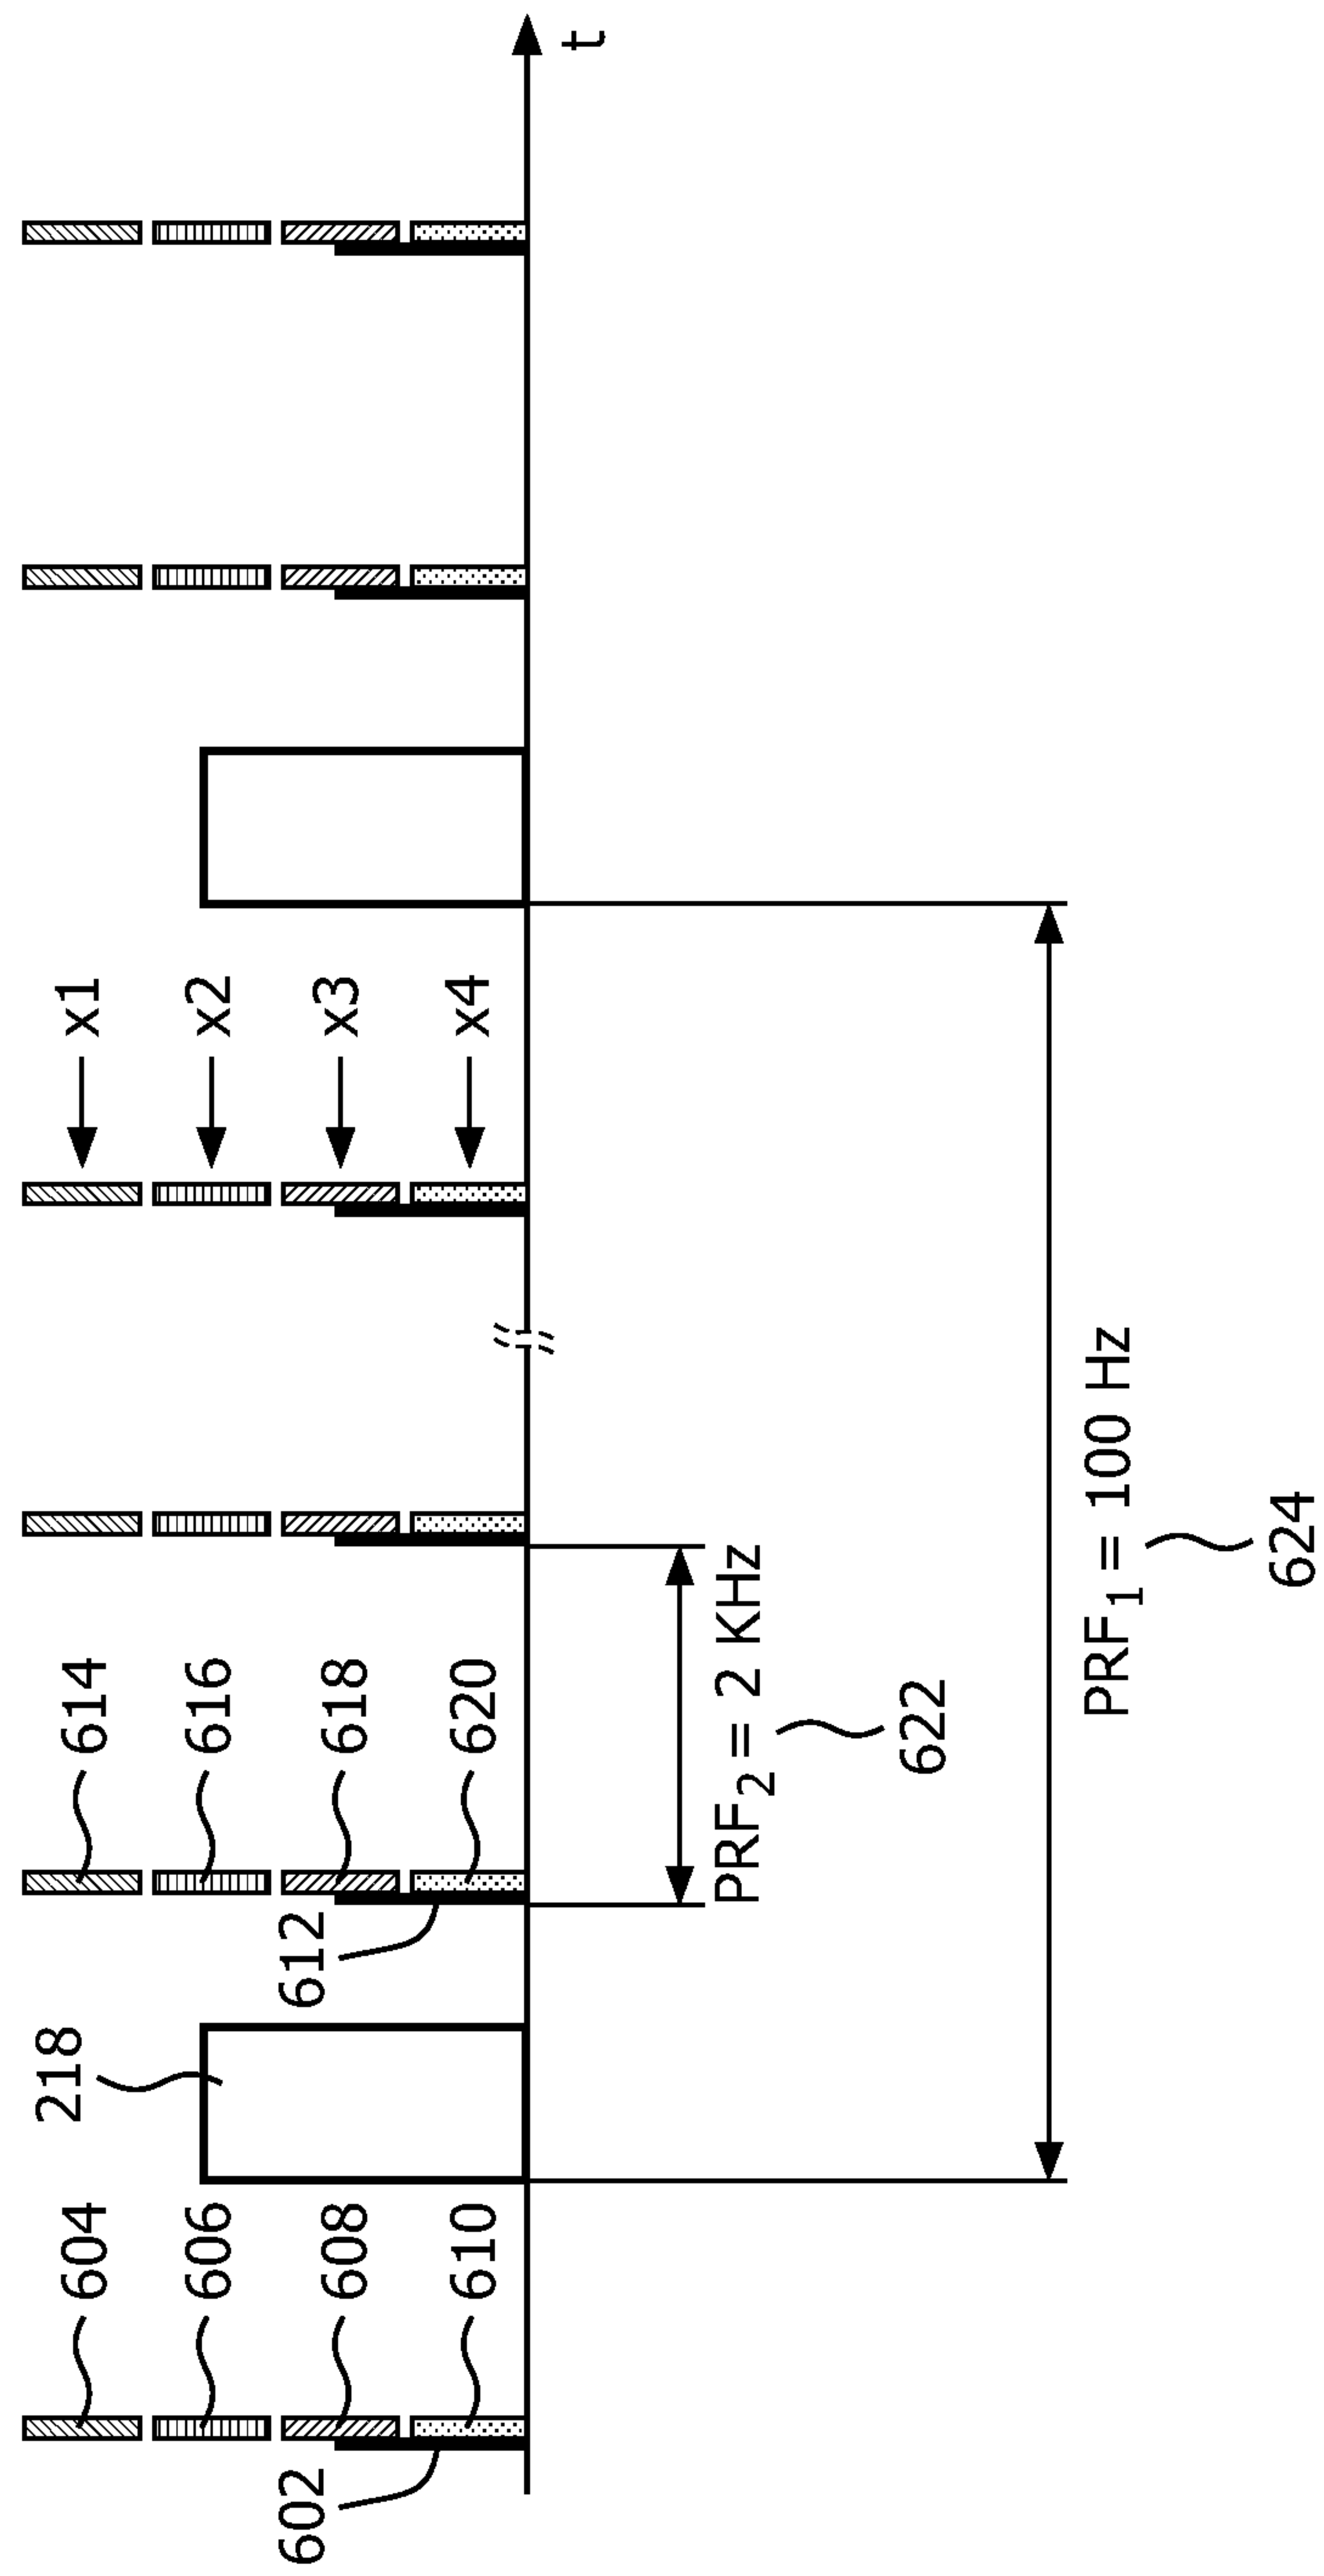 604
606
608
610
602
218
612
614
616
618
620
x1
x2
x3
x4
t
PRF2 = 2 KHz
622
PRF1 = 100 Hz
624